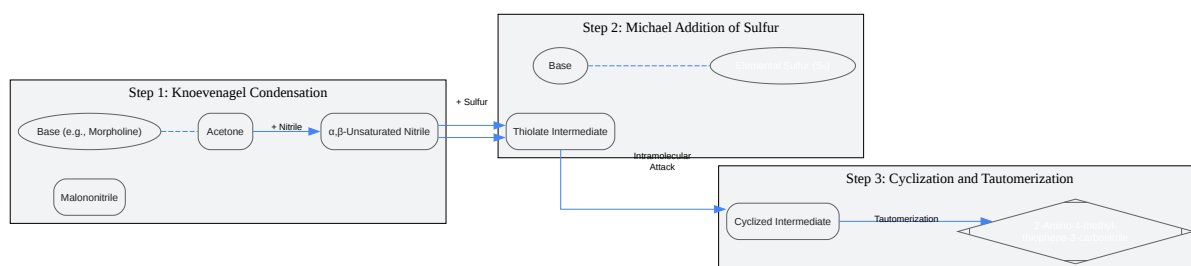 Step 1: Knoevenagel Condensation
Base (e.g., Morpholine)
Acetone
+ Nitrile
α,β-Unsaturated Nitrile
Malononitrile
+ Sulfur
Step 2: Michael Addition of Sulfur
Base
Elemental Sulfur (S₈)
Thiolate Intermediate
Intramolecular
Attack
Step 3: Cyclization and Tautomerization
Cyclized Intermediate
Tautomerization